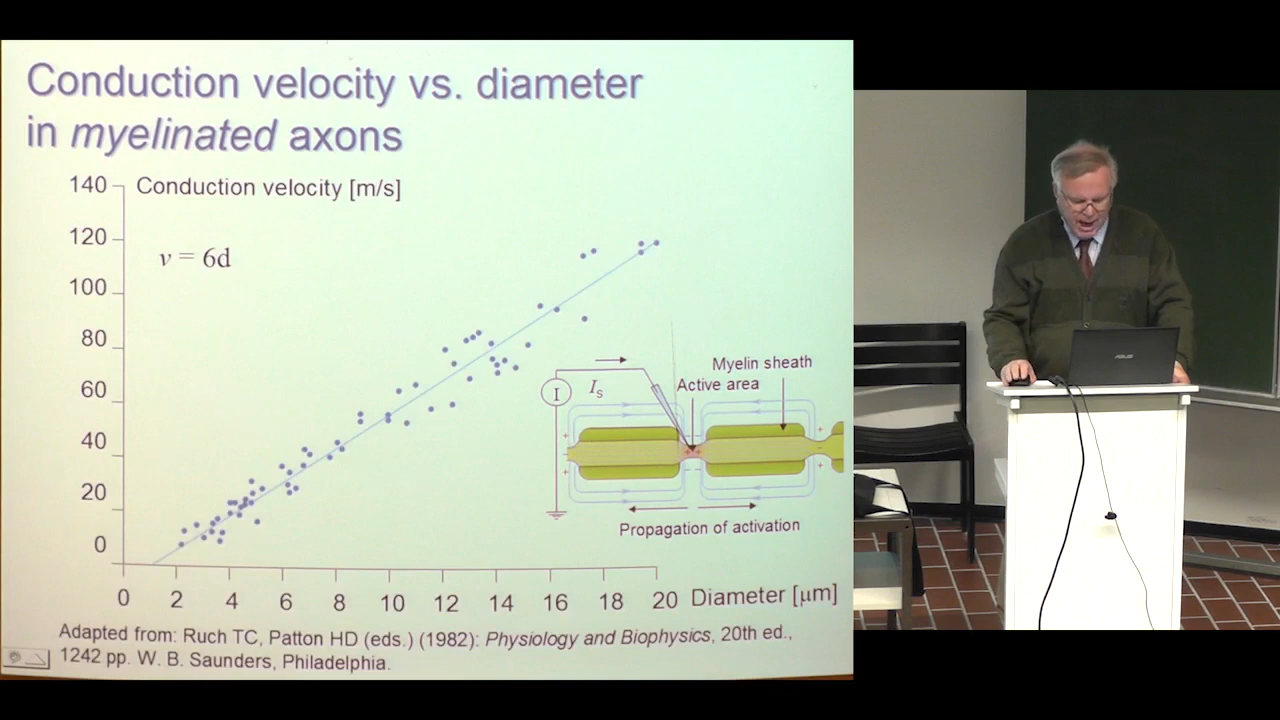 Conduction velocity vs. diameter
in myelinated axons
140 Conduction velocity [m/s]
120
v = 6d
100
80
60
40
20
0
Myelin sheath
Active area
I
Is
Propagation of activation
0 2 4 6 8 10 12 14 16 18 20 Diameter [μm]
Adapted from: Ruch TC, Patton HD (eds.) (1982): Physiology and Biophysics, 20th ed.,
1242 pp. W. B. Saunders, Philadelphia.
ASUS